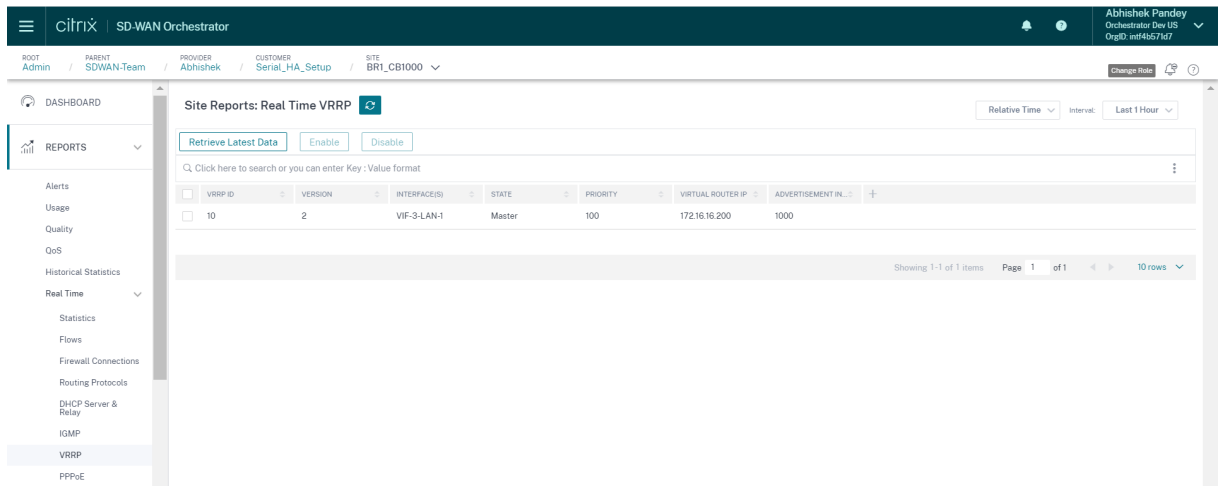 citrix | SD-WAN Orchestrator
Abhishek Pandey
Orchestrator Dev US
OrgID: intf4b571d7
ROOT PARENT PROVIDER CUSTOMER SITE
Admin / SDWAN-Team / Abhishek / Serial_HA_Setup / BR1_CB1000
Change Role
DASHBOARD
REPORTS
Alerts
Usage
Quality
QoS
Historical Statistics
Real Time
Statistics
Flows
Firewall Connections
Routing Protocols
DHCP Server &
Relay
IGMP
VRRP
PPPoE
Site Reports: Real Time VRRP
Relative Time Interval: Last 1 Hour
Retrieve Latest Data Enable Disable
Click here to search or you can enter Key : Value format
VRRP ID VERSION INTERFACE(S) STATE PRIORITY VIRTUAL ROUTER IP ADVERTISEMENT IN...
10 2 VIF-3-LAN-1 Master 100 172.16.16.200 1000
Showing 1-1 of 1 items Page 1 of 1 10 rows